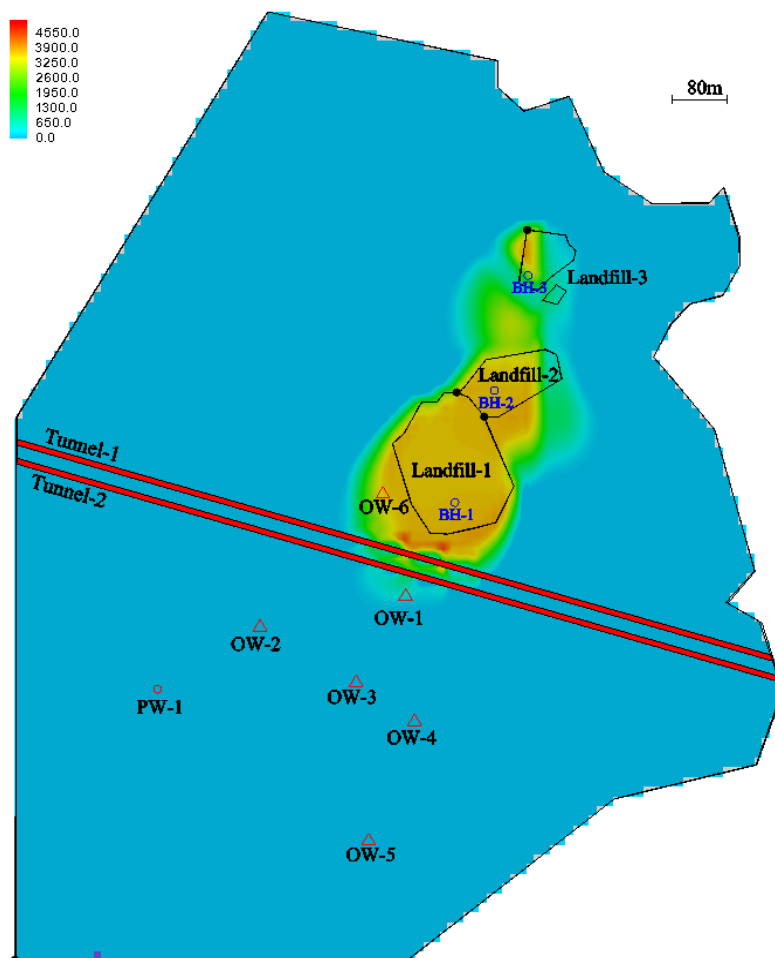 4550.0
3900.0
3250.0
2600.0
1950.0
1300.0
650.0
0.0
80m
Landfill-3
BH-3
Landfill-2
BH-2
Tunnel-1
Landfill-1
Tunnel-2
OW-6
BH-1
OW-1
OW-2
OW-3
PW-1
OW-4
OW-5